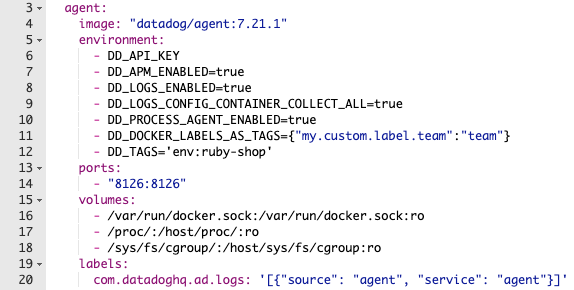 3 agent:
4 image: "datadog/agent:7.21.1"
5 environment:
6 - DD_API_KEY
7 - DD_APM_ENABLED=true
8 - DD_LOGS_ENABLED=true
9 - DD_LOGS_CONFIG_CONTAINER_COLLECT_ALL=true
10 - DD_PROCESS_AGENT_ENABLED=true
11 - DD_DOCKER_LABELS_AS_TAGS={"my.custom.label.team":"team"}
12 - DD_TAGS='env:ruby-shop'
13 ports:
14 - "8126:8126"
15 volumes:
16 - /var/run/docker.sock:/var/run/docker.sock:ro
17 - /proc/:/host/proc/:ro
18 - /sys/fs/cgroup/:/host/sys/fs/cgroup:ro
19 labels:
20 com.datadoghq.ad.logs: '[{"source": "agent", "service": "agent"}]'